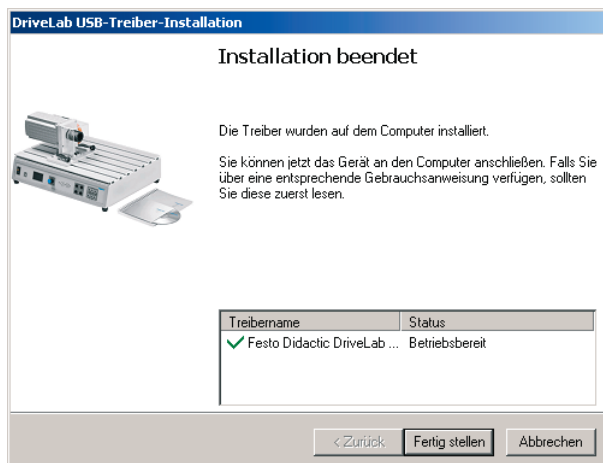 DriveLab USB-Treiber-Installation
Installation beendet
Die Treiber wurden auf dem Computer installiert.
Sie können jetzt das Gerät an den Computer anschließen. Falls Sie
über eine entsprechende Gebrauchsanweisung verfügen, sollten
Sie diese zuerst lesen.
Treibername Status
Festo Didactic DriveLab ... Betriebsbereit
< Zurück Fertig stellen Abbrechen